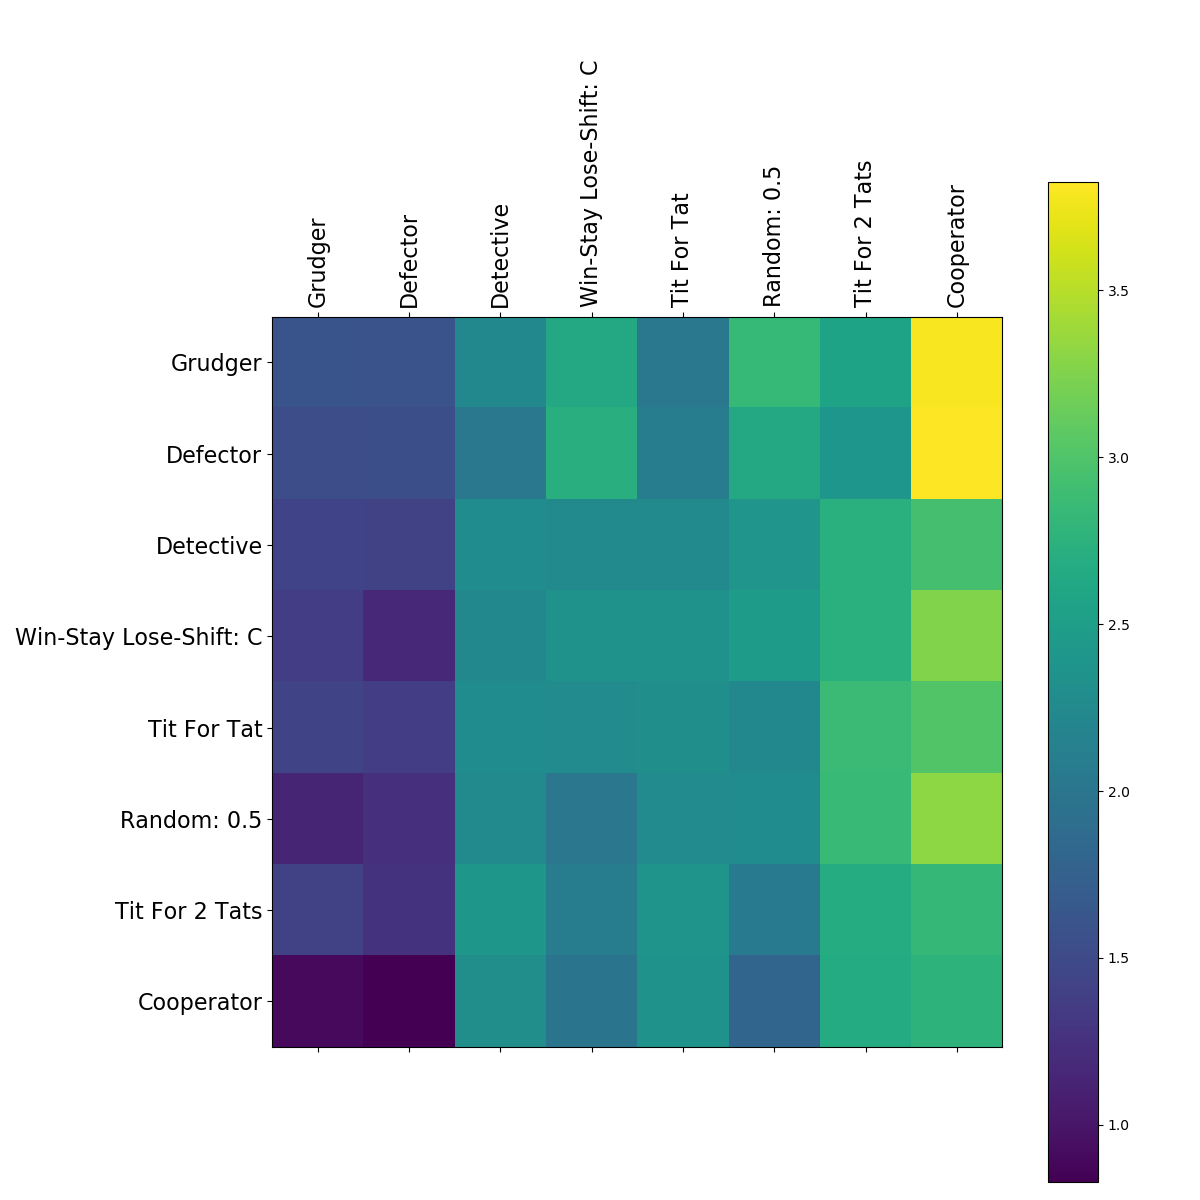 Grudger
Defector
Detective
Win-Stay Lose-Shift: C
Tit For Tat
Random: 0.5
Tit For 2 Tats
Cooperator
Grudger
Defector
Detective
Win-Stay Lose-Shift: C
Tit For Tat
Random: 0.5
Tit For 2 Tats
Cooperator
3.5
3.0
2.5
2.0
1.5
1.0